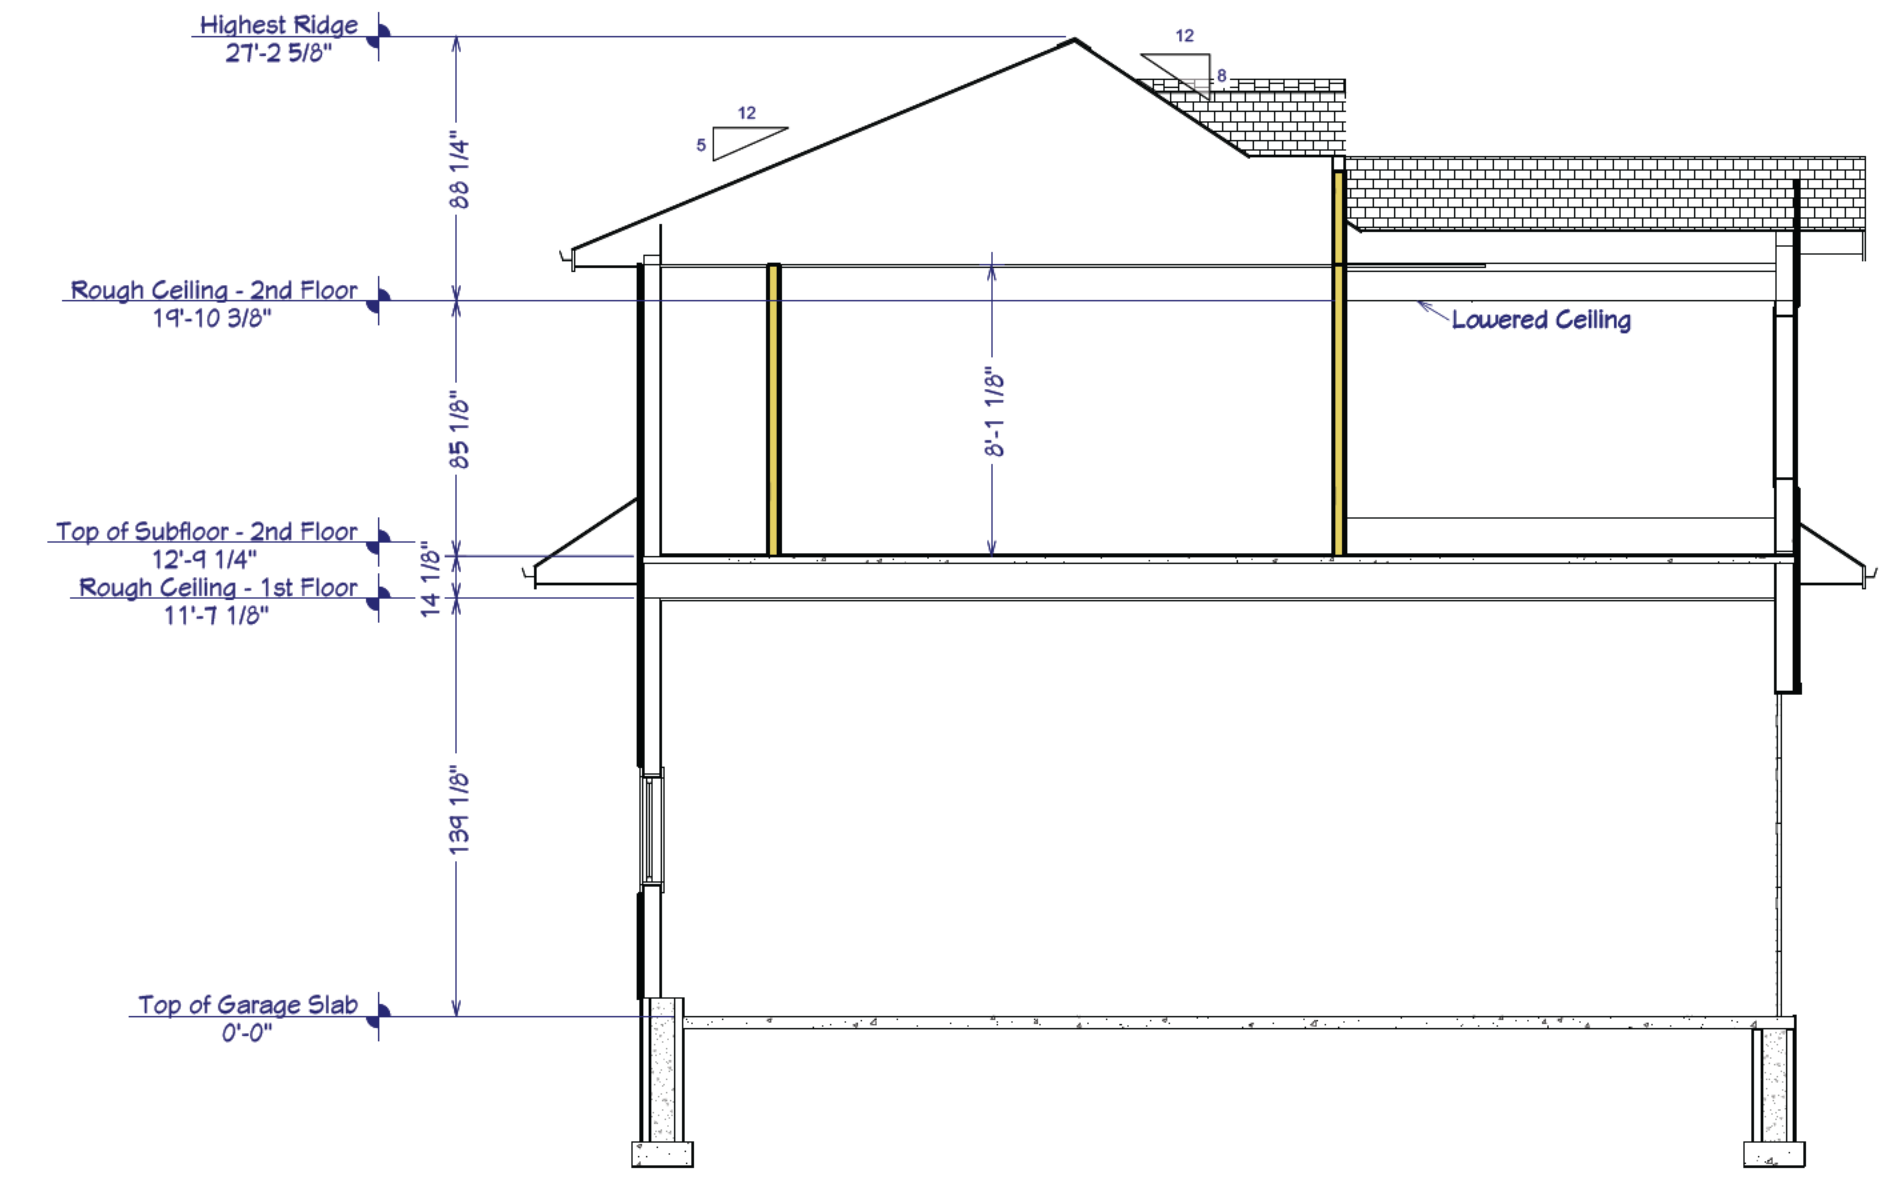 Highest Ridge
27'-2 5/8"
12
8
12
5
88 1/4"
Rough Ceiling - 2nd Floor
19'-10 3/8"
Lowered Ceiling
85 1/8"
8'-1 1/8"
Top of Subfloor - 2nd Floor
12'-9 1/4"
14 1/8"
Rough Ceiling - 1st Floor
11'-7 1/8"
139 1/8"
Top of Garage Slab
0'-0"